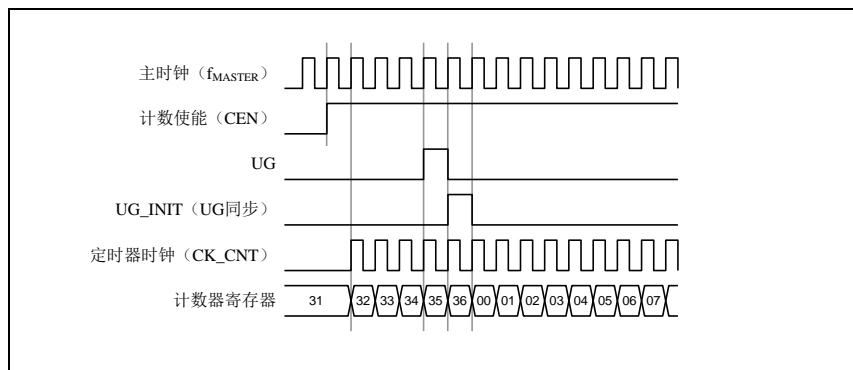 主时钟（fMASTER）
计数使能（CEN）
UG
UG_INIT（UG同步）
定时器时钟（CK_CNT）
计数器寄存器 31 32 33 34 35 36 00 01 02 03 04 05 06 07